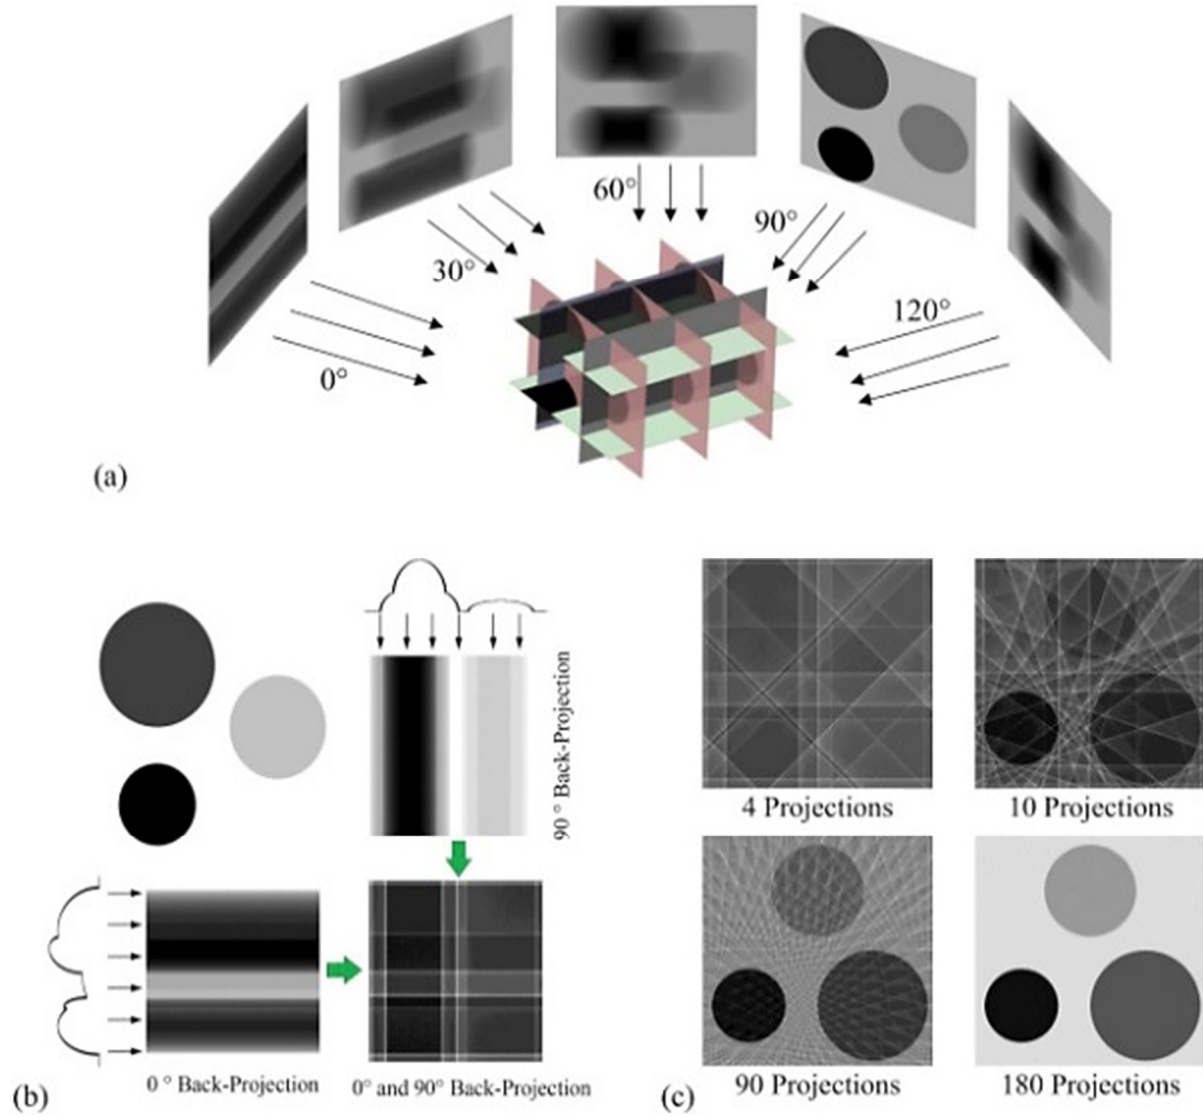 60°
90°
30°
120°
0°
(a)
90 ° Back-Projection
4 Projections
10 Projections
0 ° Back-Projection
0° and 90° Back-Projection
90 Projections
180 Projections
(b)
(c)